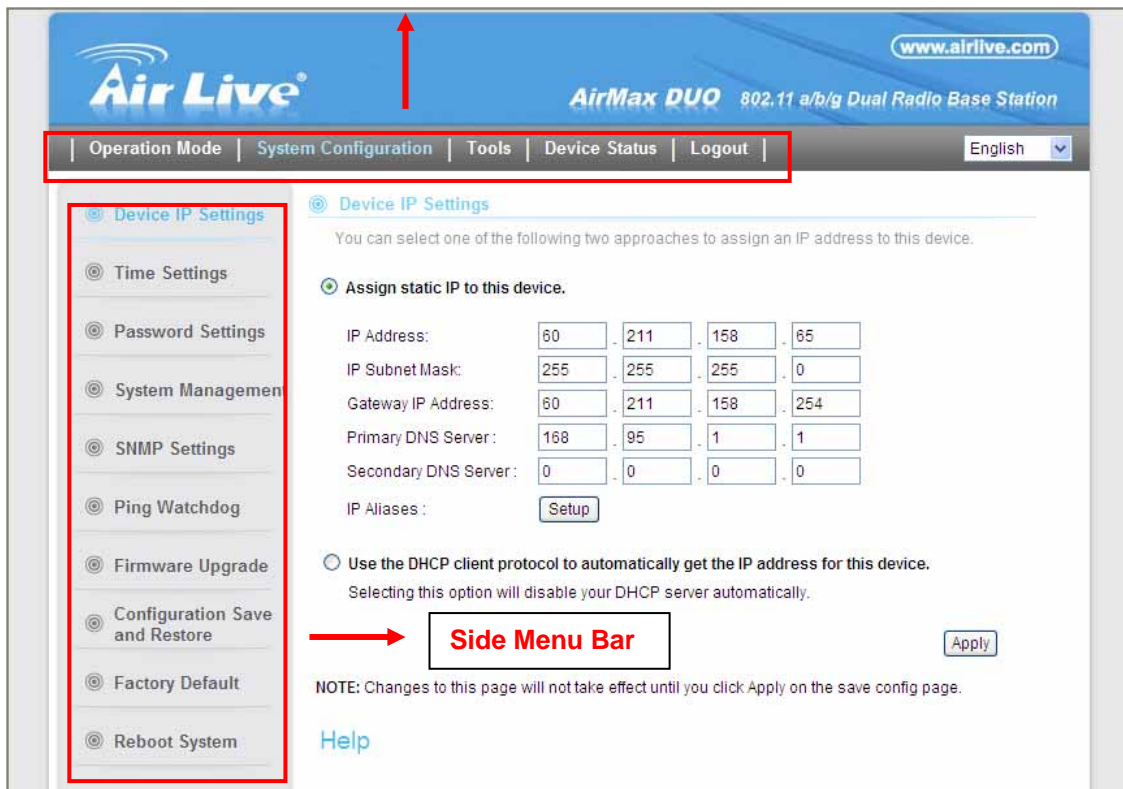 www.airlive.com
Air Live®
AirMax DUO 802.11 a/b/g Dual Radio Base Station
| Operation Mode | System Configuration | Tools | Device Status | Logout |
English
Device IP Settings
Time Settings
Password Settings
System Management
SNMP Settings
Ping Watchdog
Firmware Upgrade
Configuration Save
and Restore
Factory Default
Reboot System
Device IP Settings
You can select one of the following two approaches to assign an IP address to this device.
Assign static IP to this device.
IP Address: 60 . 211 . 158 . 65
IP Subnet Mask: 255 . 255 . 255 . 0
Gateway IP Address: 60 . 211 . 158 . 254
Primary DNS Server : 168 . 95 . 1 . 1
Secondary DNS Server : 0 . 0 . 0 . 0
IP Aliases : Setup
Use the DHCP client protocol to automatically get the IP address for this device.
Selecting this option will disable your DHCP server automatically.
Side Menu Bar
Apply
NOTE: Changes to this page will not take effect until you click Apply on the save config page.
Help